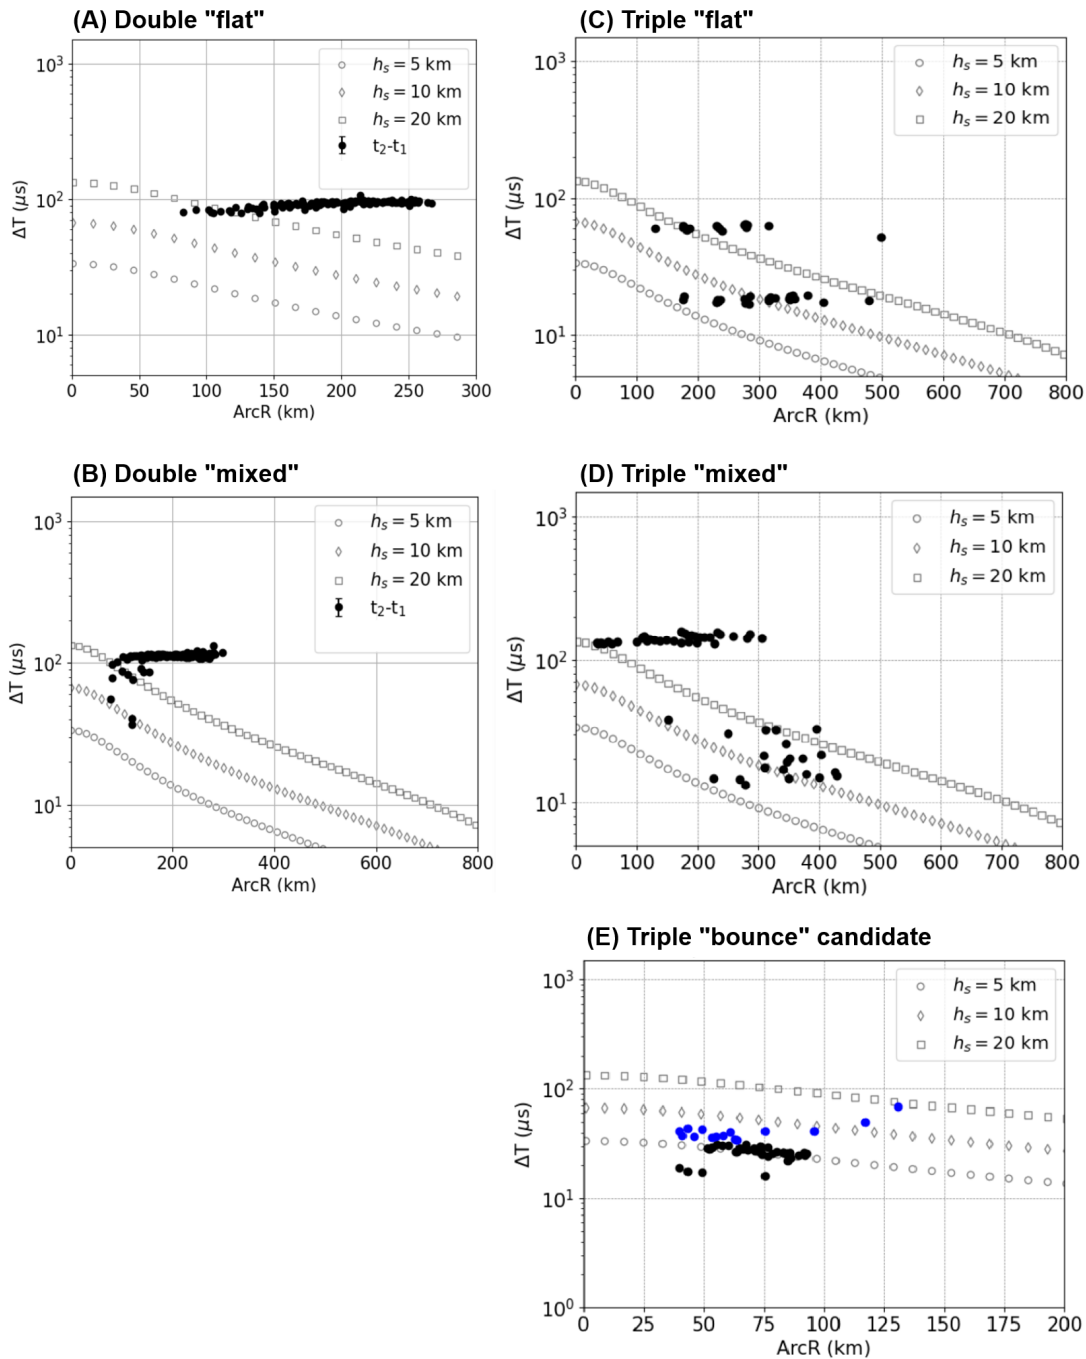 (A) Double "flat"
10³
10²
10¹
ΔT (μs)
hₛ = 5 km
hₛ = 10 km
hₛ = 20 km
t₂-t₁
0 50 100 150 200 250 300
ArcR (km)
(C) Triple "flat"
10³
10²
10¹
ΔT (μs)
hₛ = 5 km
hₛ = 10 km
hₛ = 20 km
0 100 200 300 400 500 600 700 800
ArcR (km)
(B) Double "mixed"
10³
10²
10¹
ΔT (μs)
hₛ = 5 km
hₛ = 10 km
hₛ = 20 km
t₂-t₁
0 200 400 600 800
ArcR (km)
(D) Triple "mixed"
10³
10²
10¹
ΔT (μs)
hₛ = 5 km
hₛ = 10 km
hₛ = 20 km
0 100 200 300 400 500 600 700 800
ArcR (km)
(E) Triple "bounce" candidate
10³
10²
10¹
10⁰
ΔT (μs)
hₛ = 5 km
hₛ = 10 km
hₛ = 20 km
0 25 50 75 100 125 150 175 200
ArcR (km)